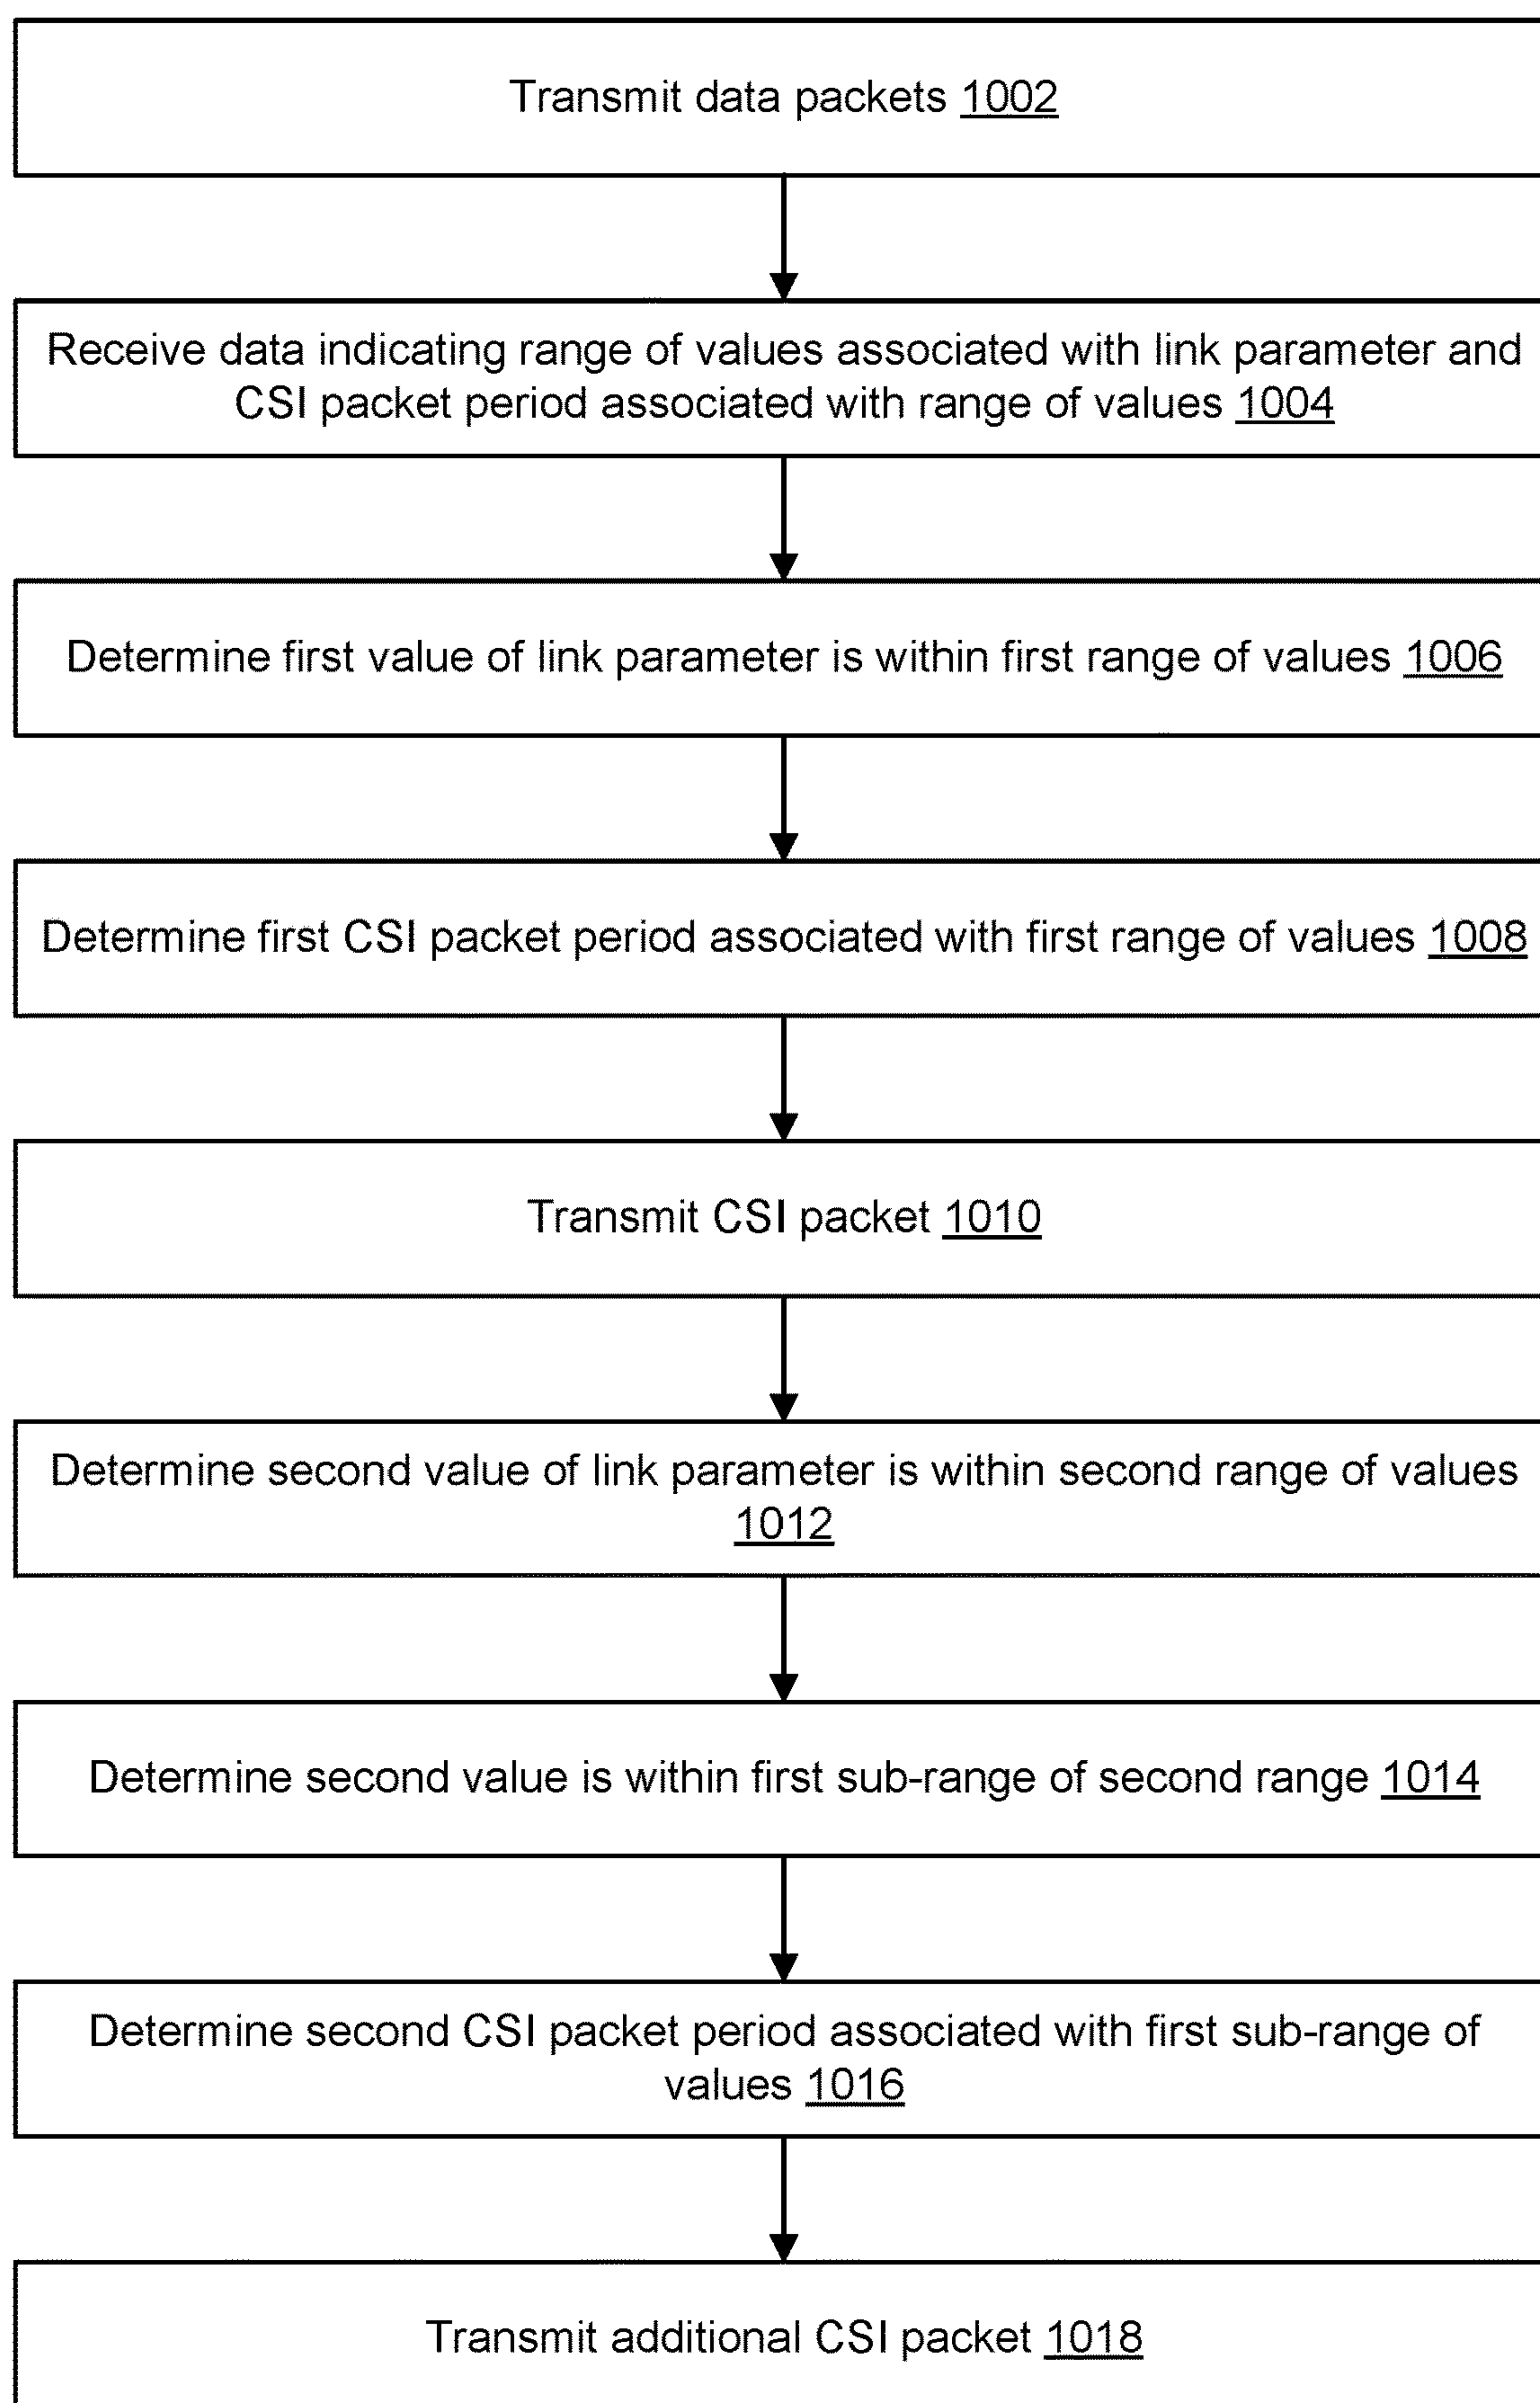 Transmit data packets 1002
Receive data indicating range of values associated with link parameter and
CSI packet period associated with range of values 1004
Determine first value of link parameter is within first range of values 1006
Determine first CSI packet period associated with first range of values 1008
Transmit CSI packet 1010
Determine second value of link parameter is within second range of values
1012
Determine second value is within first sub-range of second range 1014
Determine second CSI packet period associated with first sub-range of
values 1016
Transmit additional CSI packet 1018